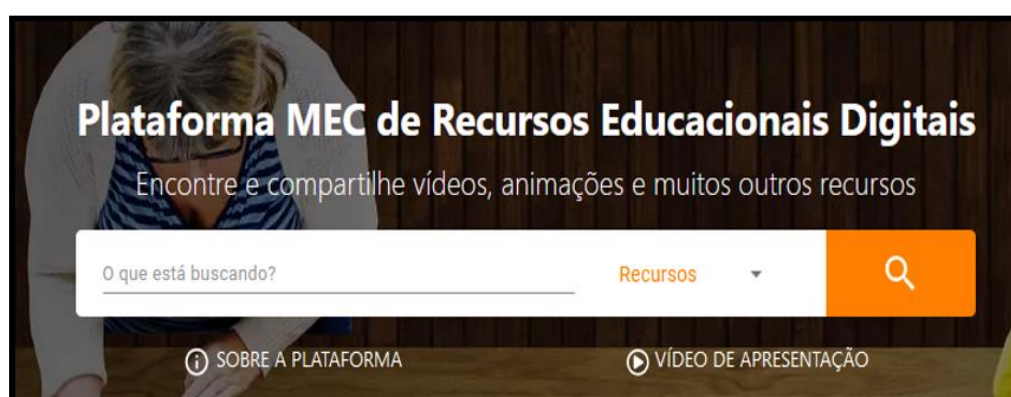 Plataforma MEC de Recursos Educacionais Digitais
Encontre e compartilhe vídeos, animações e muitos outros recursos
O que está buscando? Recursos
SOBRE A PLATAFORMA VÍDEO DE APRESENTAÇÃO